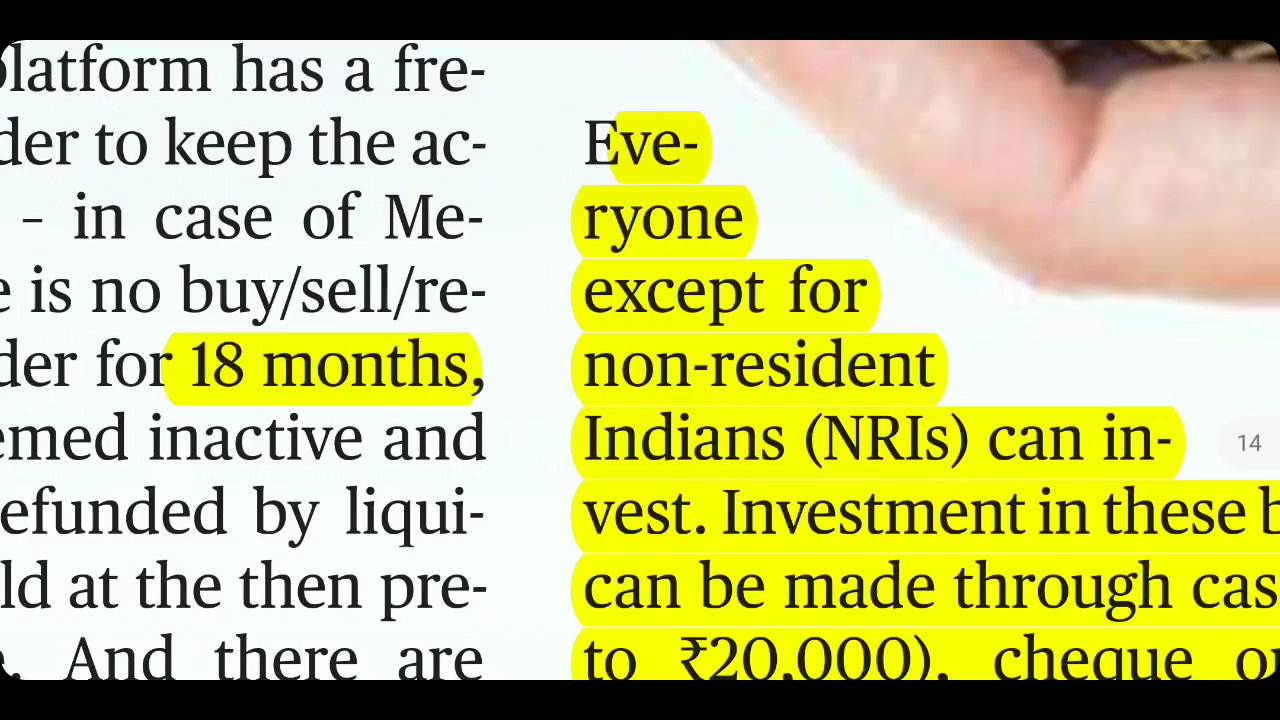 platform has a fre-
der to keep the ac-
– in case of Me-
is no buy/sell/re-
der for 18 months,
emed inactive and
efunded by liqui-
ld at the then pre-
And there are
Eve-
ryone
except for
non-resident
Indians (NRIs) can in-
vest. Investment in these b
can be made through cas
to ₹20,000), cheque or
14